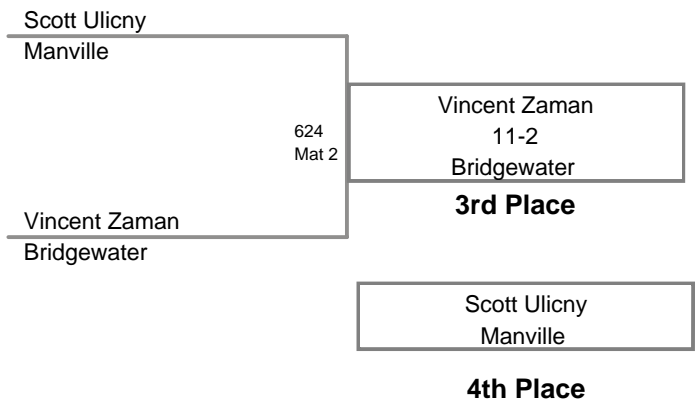 Scott Ulicny
Manville
Vincent Zaman
624
11-2
Mat 2
Bridgewater
3rd Place
Vincent Zaman
Bridgewater
Scott Ulicny
Manville
4th Place